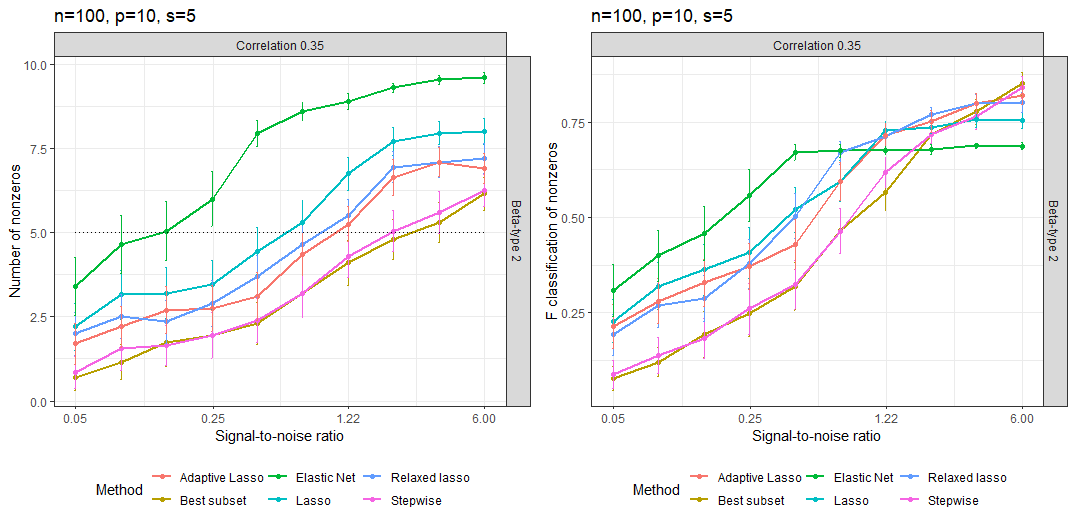 n=100, p=10, s=5
Correlation 0.35
10.0
7.5
5.0
2.5
0.0
Number of nonzeros
Beta-type 2
0.05 0.25 1.22 6.00
Signal-to-noise ratio
Method
Adaptive Lasso Elastic Net Relaxed lasso
Best subset Lasso Stepwise
n=100, p=10, s=5
Correlation 0.35
0.75
0.50
0.25
F classification of nonzeros
Beta-type 2
0.05 0.25 1.22 6.00
Signal-to-noise ratio
Method
Adaptive Lasso Elastic Net Relaxed lasso
Best subset Lasso Stepwise